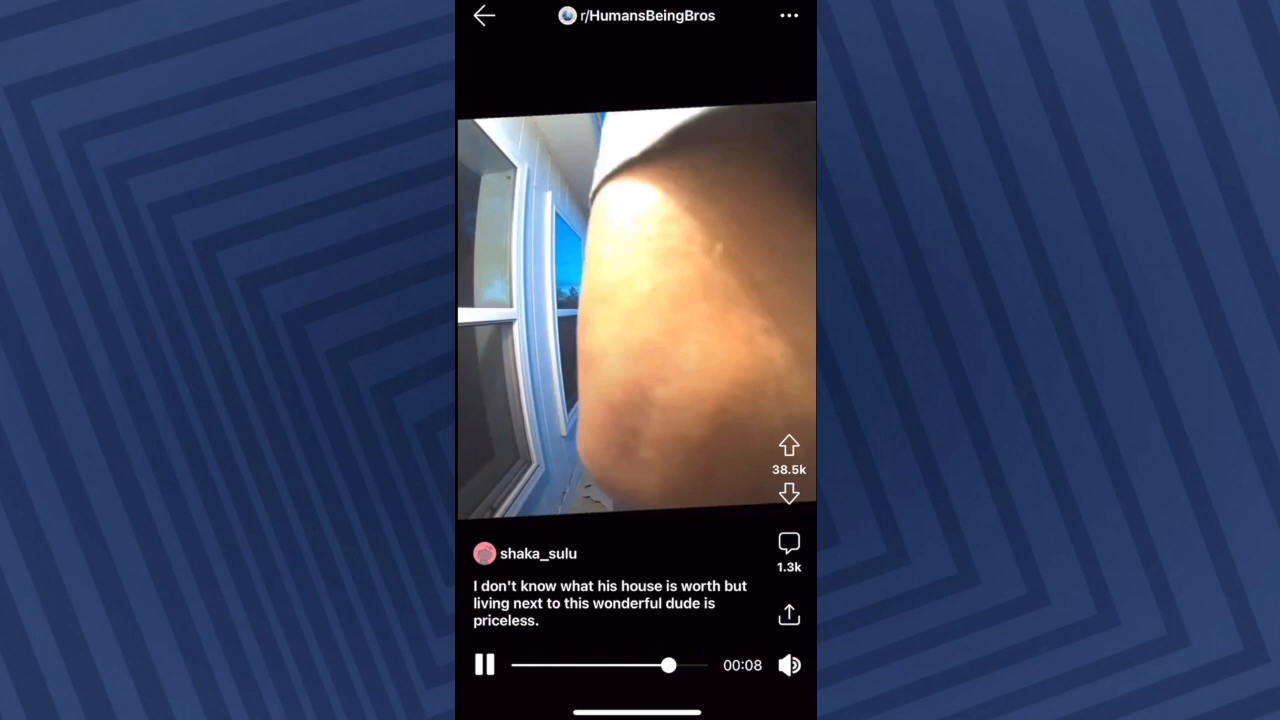 r/HumansBeingBros
38.5k
1.3k
shaka_sulu
I don't know what his house is worth but
living next to this wonderful dude is
priceless.
00:08